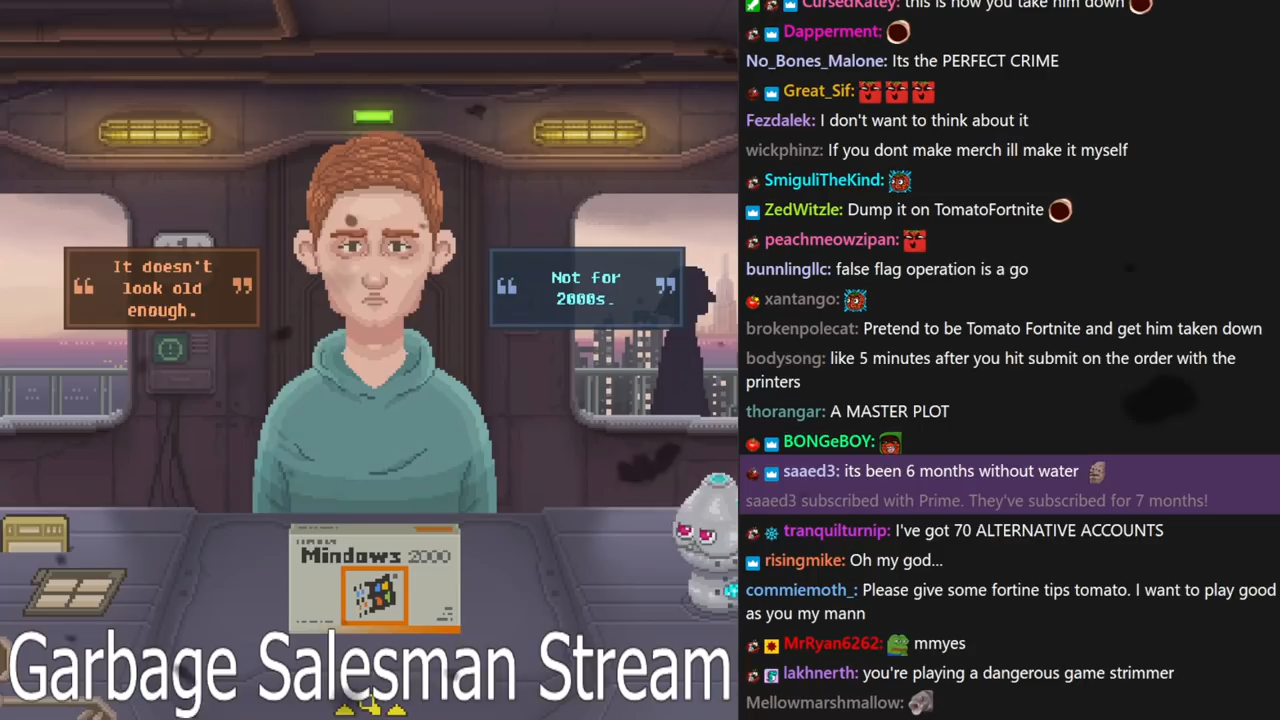 “ It doesn't
look old
enough. ”
“ Not for
2000s. ”
Mindows 2000
Garbage Salesman Stream
CursedKatey: this is how you take him down
Dapperment:
No_Bones_Malone: Its the PERFECT CRIME
Great_Sif:
Fezdalek: I don't want to think about it
wickphinz: If you dont make merch ill make it myself
SmiguliTheKind:
ZedWitzle: Dump it on TomatoFortnite
peachmeowzipan:
bunnlingllc: false flag operation is a go
xantango:
brokenpolecat: Pretend to be Tomato Fortnite and get him taken down
bodysong: like 5 minutes after you hit submit on the order with the
printers
thorangar: A MASTER PLOT
BONGeBOY:
saaed3: its been 6 months without water
saaed3 subscribed with Prime. They've subscribed for 7 months!
tranquilturnip: I've got 70 ALTERNATIVE ACCOUNTS
risingmike: Oh my god...
commiemoth_: Please give some fortine tips tomato. I want to play good
as you my mann
MrRyan6262: mmyes
lakhnerth: you're playing a dangerous game strimmer
Mellowmarshmallow: